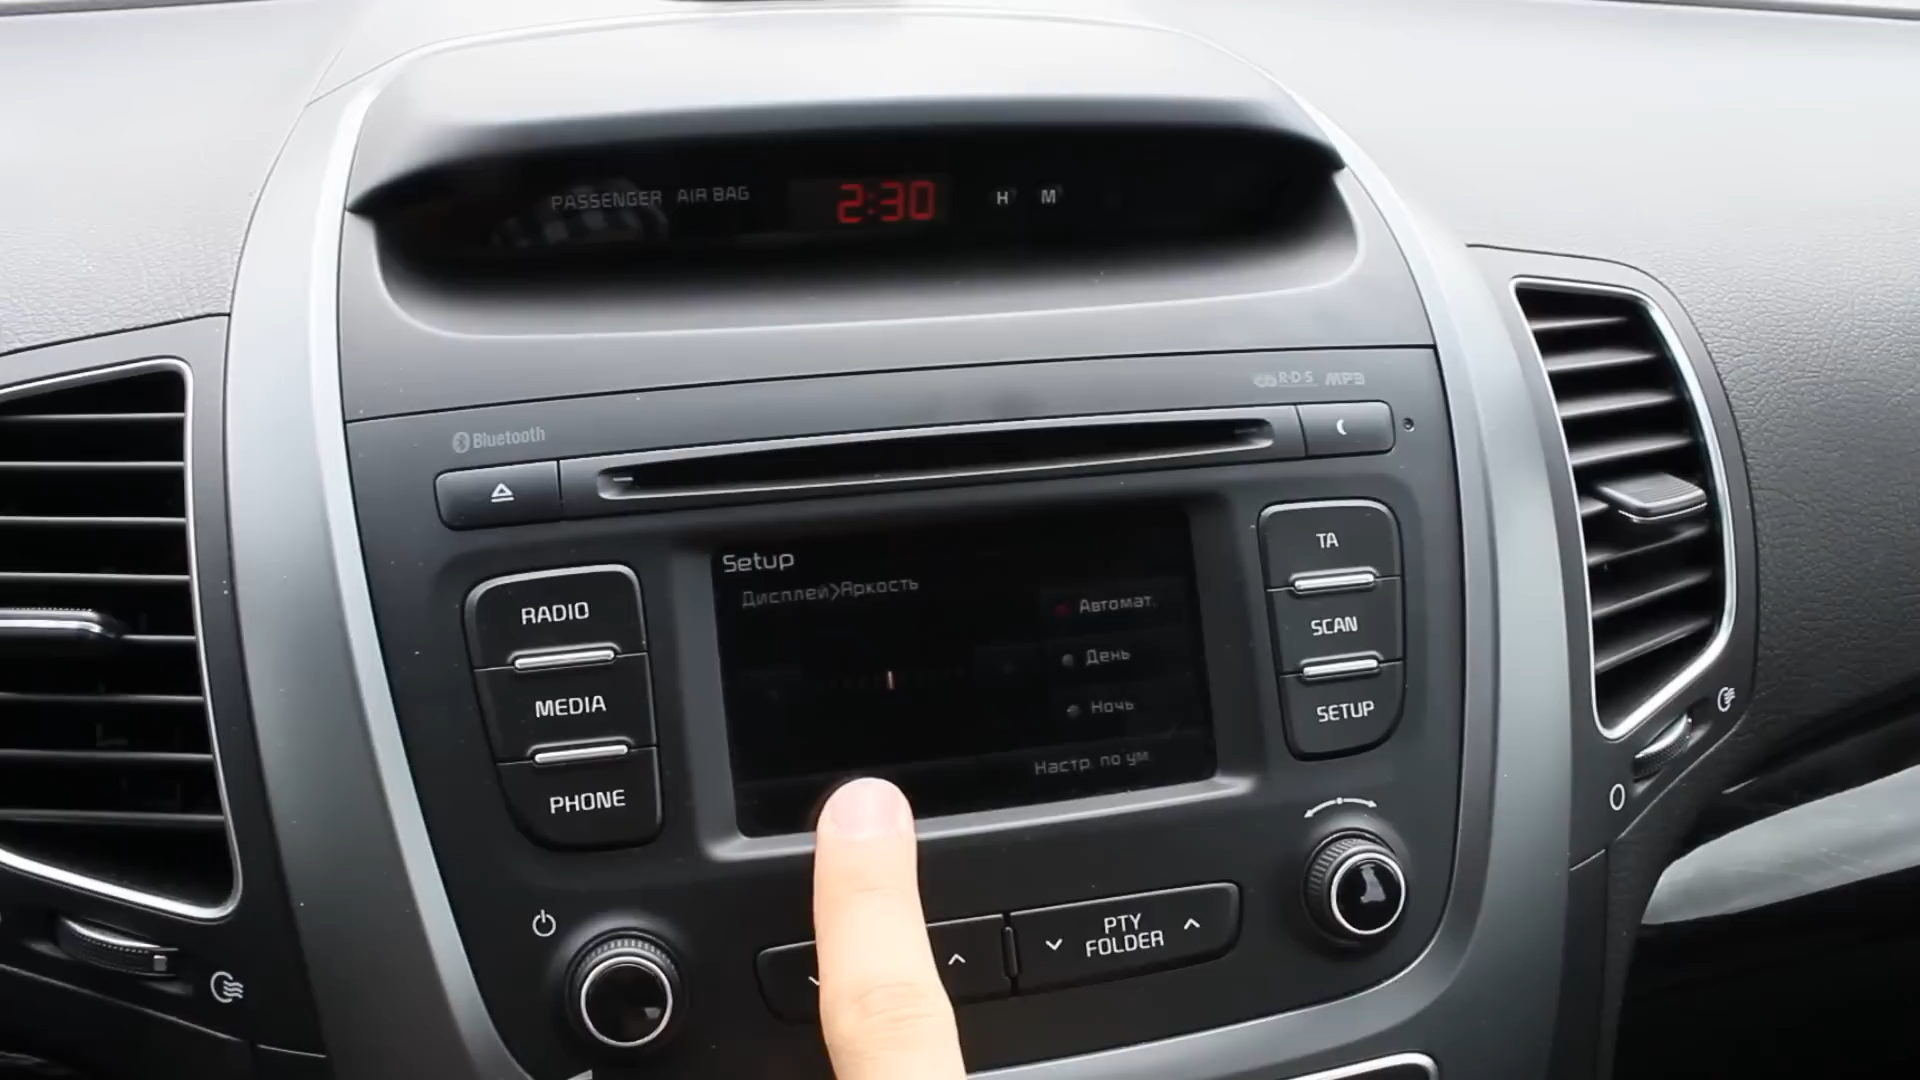 PASSENGER AIR BAG
2:30
H M
RDS MP3
Bluetooth
Setup
Дисплей>Яркость
Автомат.
День
Ночь
Настр. по ум.
RADIO
MEDIA
PHONE
TA
SCAN
SETUP
PTY
FOLDER